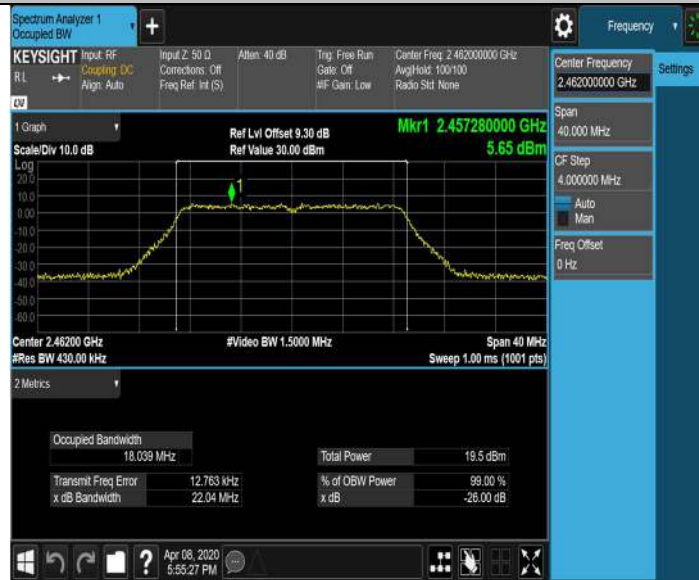 Spectrum Analyzer 1
Occupied BW
+
Frequency
KEYSIGHT
RL
Input: RF
Coupling: DC
Align: Auto
Input Z: 50 Ω
Corrections: Off
Freq Ref: Int (S)
Atten: 40 dB
Trig: Free Run
Gate: Off
#IF Gain: Low
Center Freq: 2.462000000 GHz
Avg|Hold: 100/100
Radio Std: None
Center Frequency
2.462000000 GHz
Settings
Span
40.000 MHz
CF Step
4.000000 MHz
Auto
Man
Freq Offset
0 Hz
1 Graph
Scale/Div 10.0 dB
Ref Lvl Offset 9.30 dB
Ref Value 30.00 dBm
Mkr1 2.457280000 GHz
5.65 dBm
Log
20.0
10.0
0.00
-10.0
-20.0
-30.0
-40.0
-50.0
-60.0
1
Center 2.46200 GHz
#Res BW 430.00 kHz
#Video BW 1.5000 MHz
Span 40 MHz
Sweep 1.00 ms (1001 pts)
2 Metrics
Occupied Bandwidth
18.039 MHz
Transmit Freq Error 12.763 kHz
x dB Bandwidth 22.04 MHz
Total Power 19.5 dBm
% of OBW Power 99.00 %
x dB -26.00 dB
?
Apr 08, 2020
5:55:27 PM